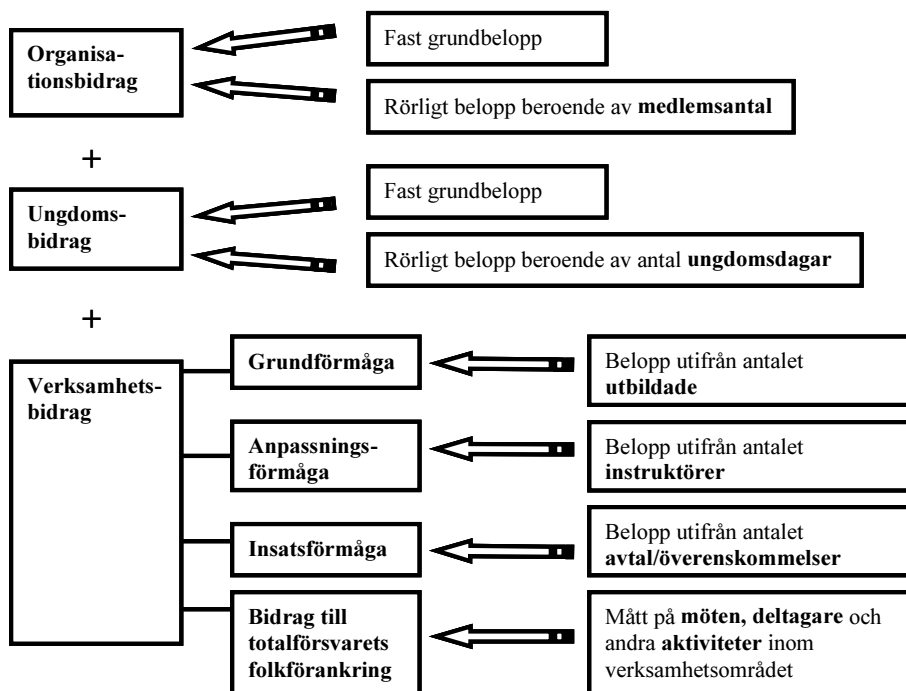 Organisa-
tionsbidrag
Fast grundbelopp
Rörligt belopp beroende av medlemsantal
+
Ungdoms-
bidrag
Fast grundbelopp
Rörligt belopp beroende av antal ungdomsdagar
+
Verksamhets-
bidrag
Grundförmåga
Belopp utifrån antalet
utbildade
Anpassnings-
förmåga
Belopp utifrån antalet
instruktörer
Insatsförmåga
Belopp utifrån antalet
avtal/överenskommelser
Bidrag till
totalförsvarets
folkförankring
Mått på möten, deltagare och
andra aktiviteter inom
verksamhetsområdet